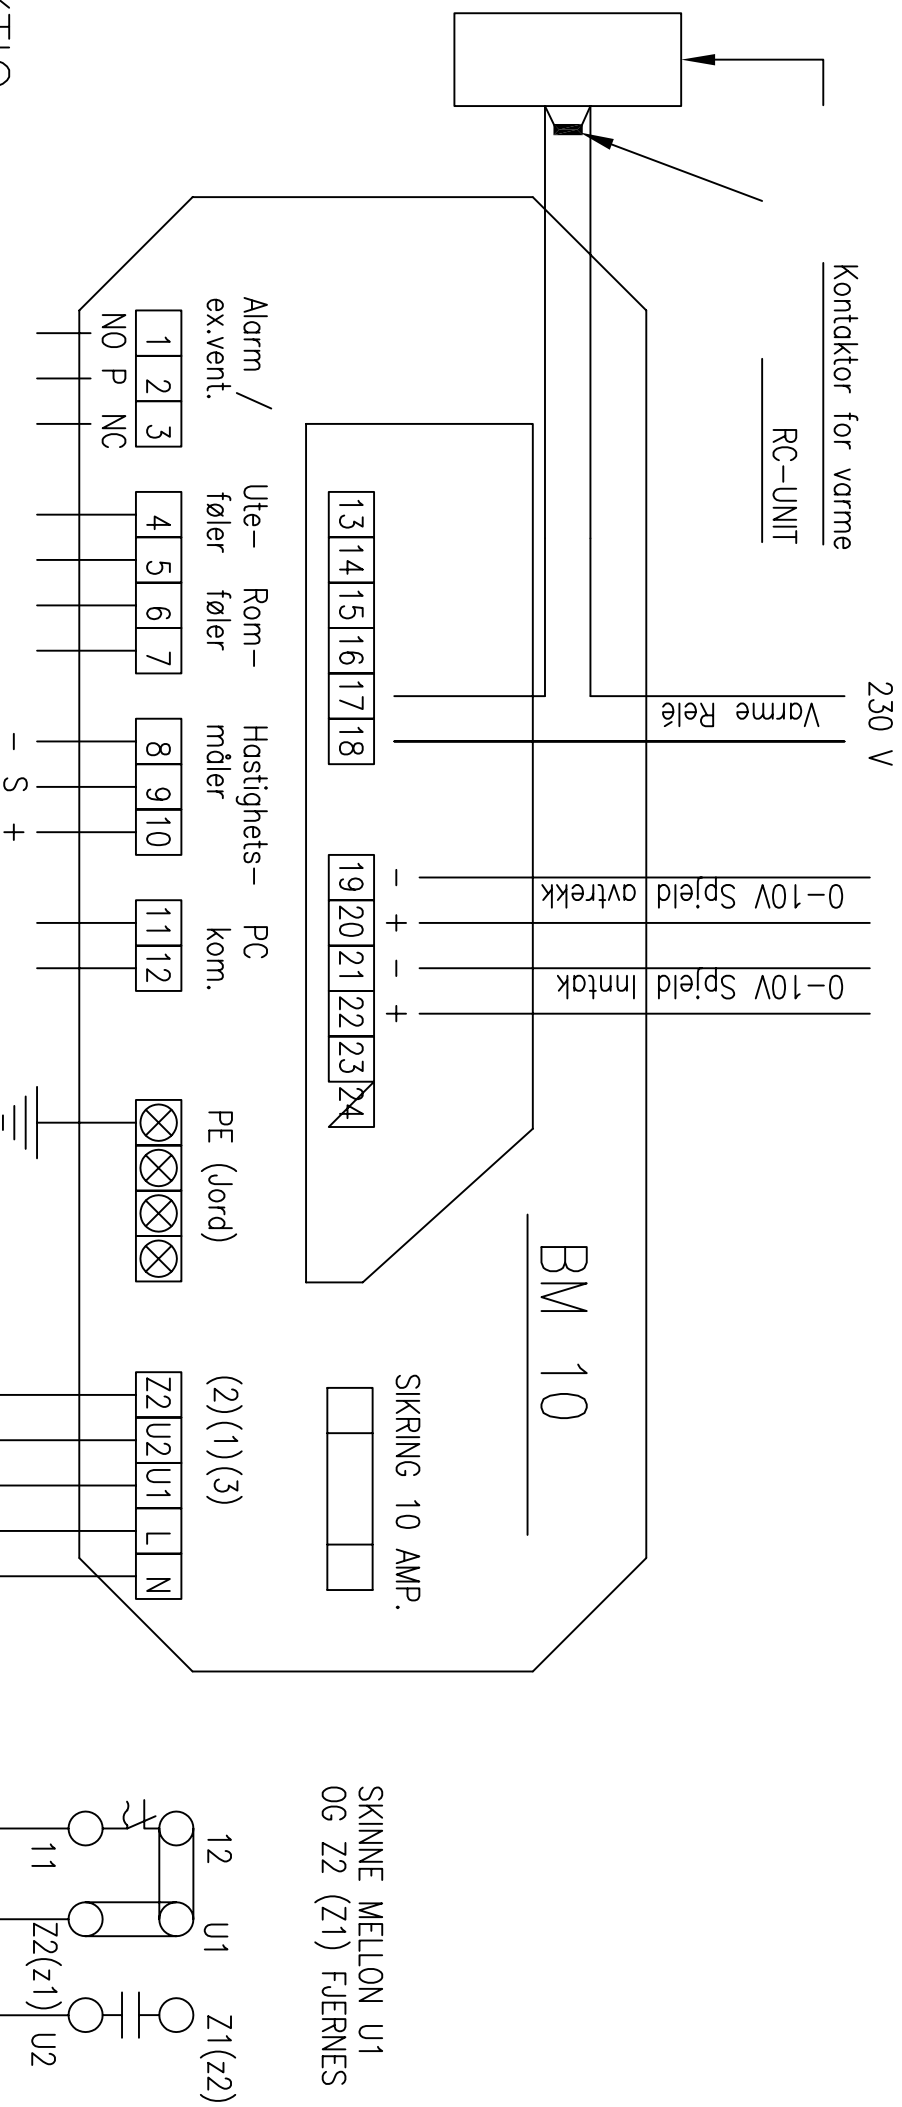 Kontaktor for varme
RC-UNIT
230 V
Varme Relé
0-10V Spjeld avtrekk
0-10V Spjeld Inntak
- + - +
13 14 15 16 17 18
19 20 21 22 23 24
BM 10
SIKRING 10 AMP.
Alarm /
ex.vent.
Ute-
føler
Rom-
føler
Hastighets-
måler
PC
kom.
PE (Jord)
(2)(1)(3)
1 2 3
4 5 6 7
8 9 10
11 12
Z2 U2 U1 L N
NO P NC
- S +
SKINNE MELLON U1
OG Z2 (Z1) FJERNES
12 U1 Z1(z2)
11 Z2(z1) U2